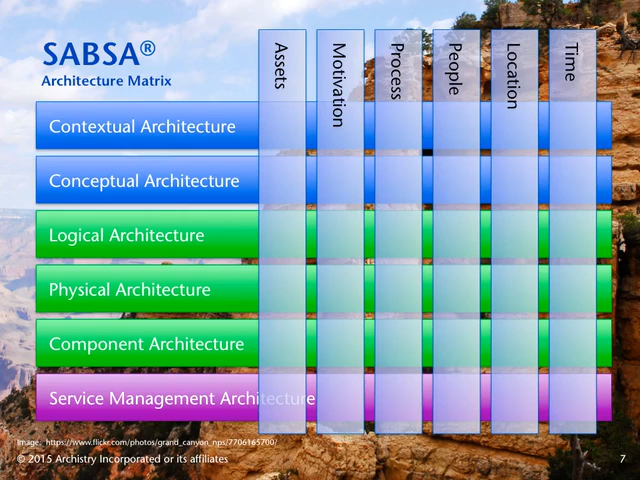 SABSA®
Architecture Matrix
Assets
Motivation
Process
People
Location
Time
Contextual Architecture
Conceptual Architecture
Logical Architecture
Physical Architecture
Component Architecture
Service Management Architecture
Image: https://www.flickr.com/photos/grand_canyon_nps/7706165700/
© 2015 Archistry Incorporated or its affiliates
7